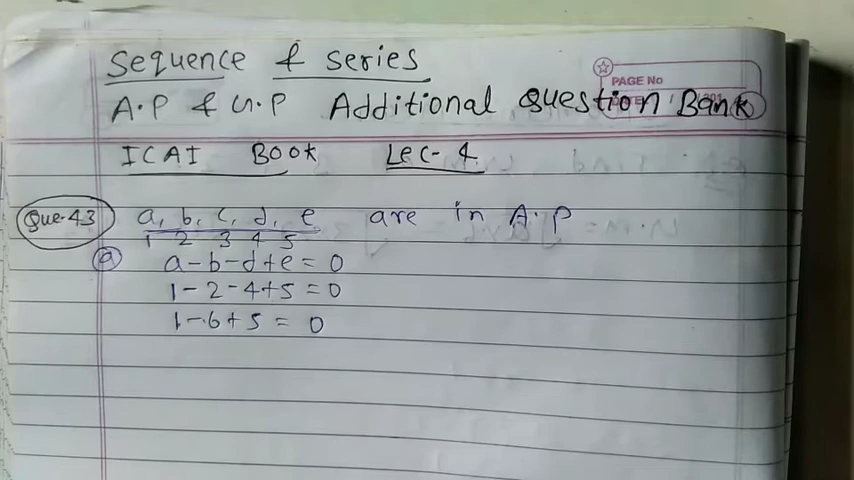 Sequence & Series
PAGE No
A.P & G.P Additional Question Bank
ICAI Book Lec-4
Que-43 a, b, c, d, e are in A.P
1 2 3 4 5
a a-b-d+e=0
1-2-4+5=0
1-6+5=0